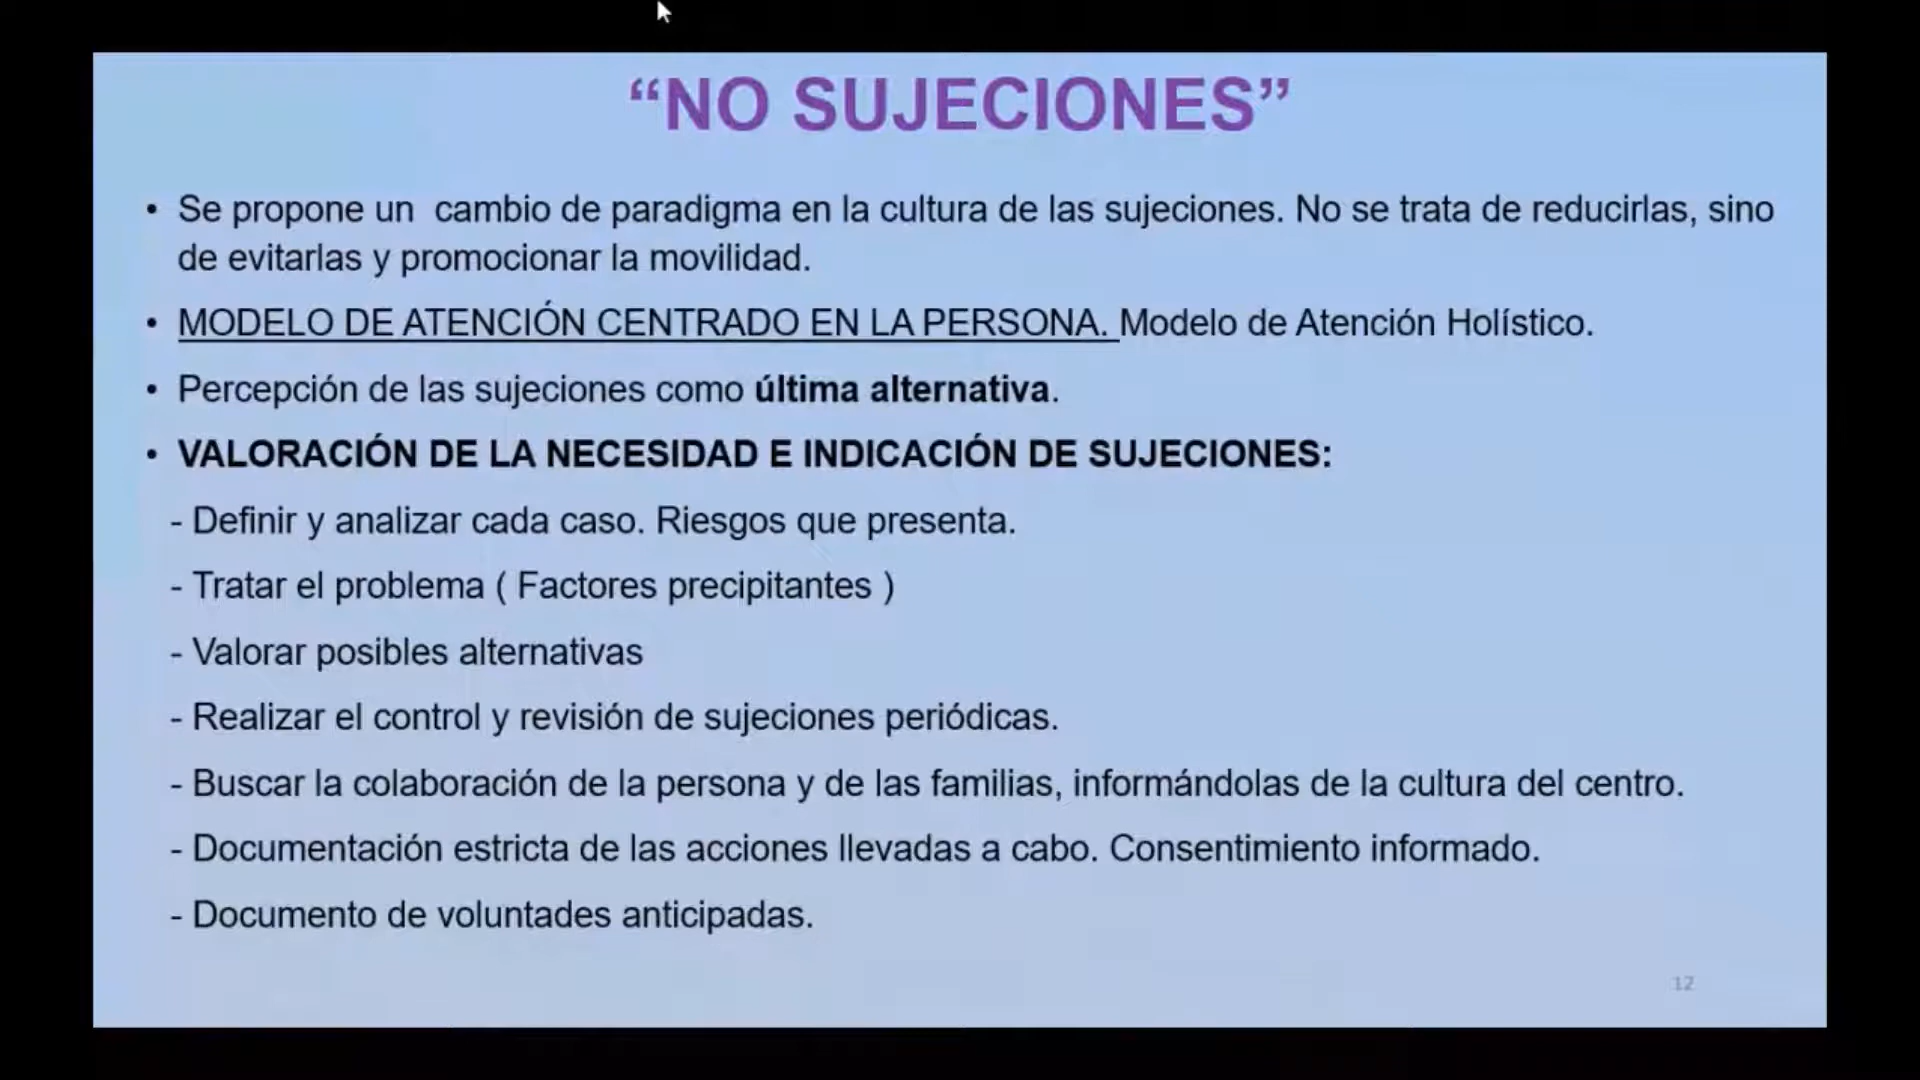 “NO SUJECIONES”
• Se propone un cambio de paradigma en la cultura de las sujeciones. No se trata de reducirlas, sino
de evitarlas y promocionar la movilidad.
• MODELO DE ATENCIÓN CENTRADO EN LA PERSONA. Modelo de Atención Holístico.
• Percepción de las sujeciones como última alternativa.
• VALORACIÓN DE LA NECESIDAD E INDICACIÓN DE SUJECIONES:
- Definir y analizar cada caso. Riesgos que presenta.
- Tratar el problema ( Factores precipitantes )
- Valorar posibles alternativas
- Realizar el control y revisión de sujeciones periódicas.
- Buscar la colaboración de la persona y de las familias, informándolas de la cultura del centro.
- Documentación estricta de las acciones llevadas a cabo. Consentimiento informado.
- Documento de voluntades anticipadas.
12